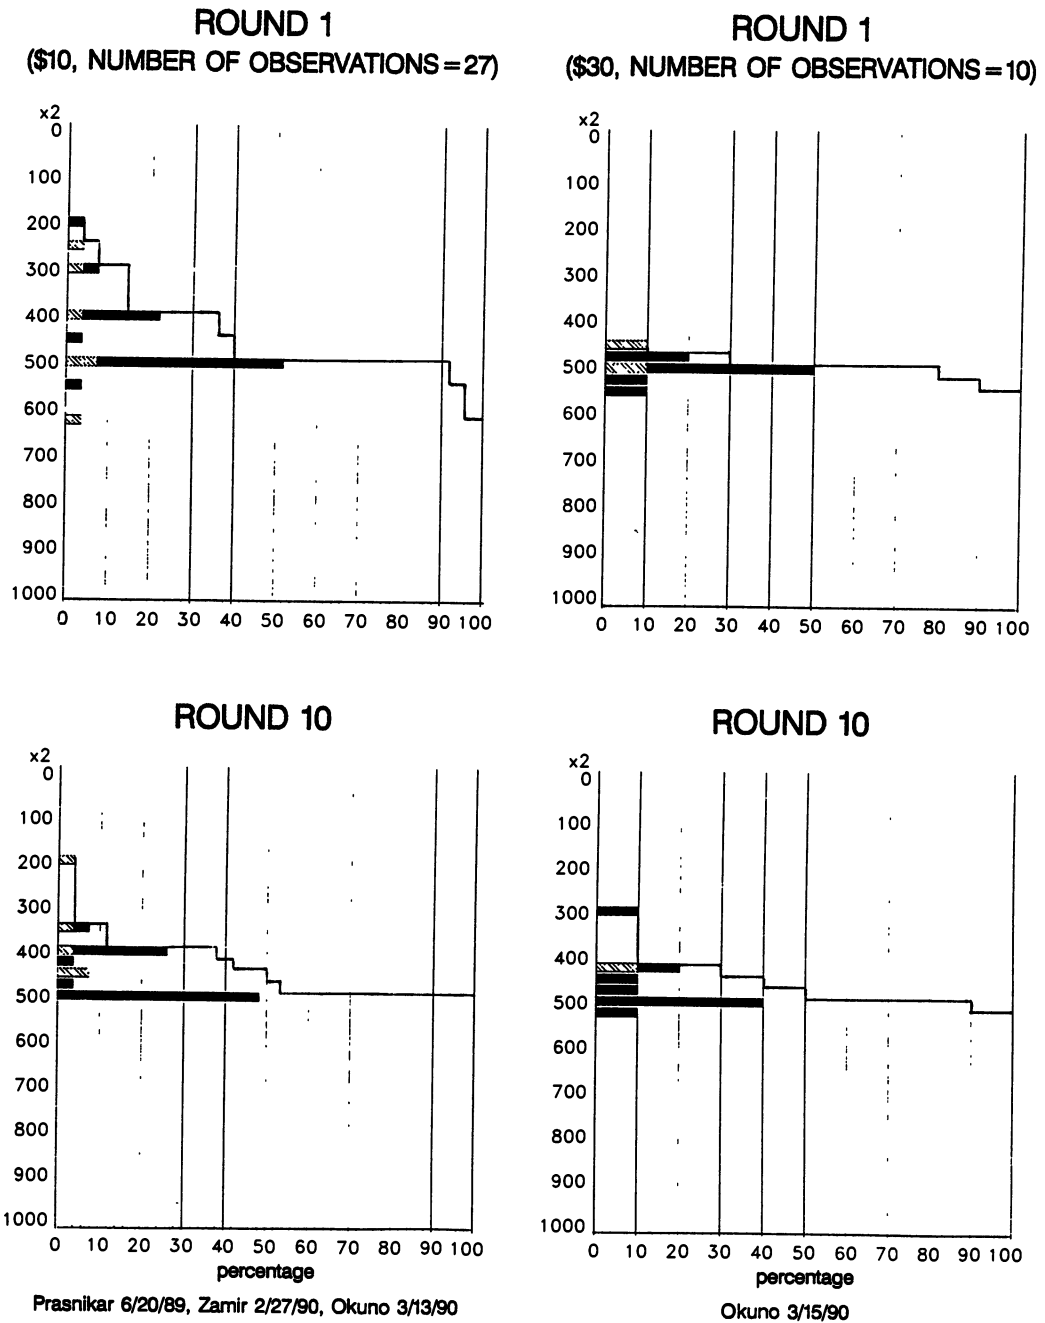 ROUND 1
($10, NUMBER OF OBSERVATIONS=27)
x2
0
100
200
300
400
500
600
700
800
900
1000
0 10 20 30 40 50 60 70 80 90 100
ROUND 1
($30, NUMBER OF OBSERVATIONS=10)
x2
0
100
200
300
400
500
600
700
800
900
1000
0 10 20 30 40 50 60 70 80 90 100
ROUND 10
x2
0
100
200
300
400
500
600
700
800
900
1000
0 10 20 30 40 50 60 70 80 90 100
percentage
Prasnikar 6/20/89, Zamir 2/27/90, Okuno 3/13/90
ROUND 10
x2
0
100
200
300
400
500
600
700
800
900
1000
0 10 20 30 40 50 60 70 80 90 100
percentage
Okuno 3/15/90